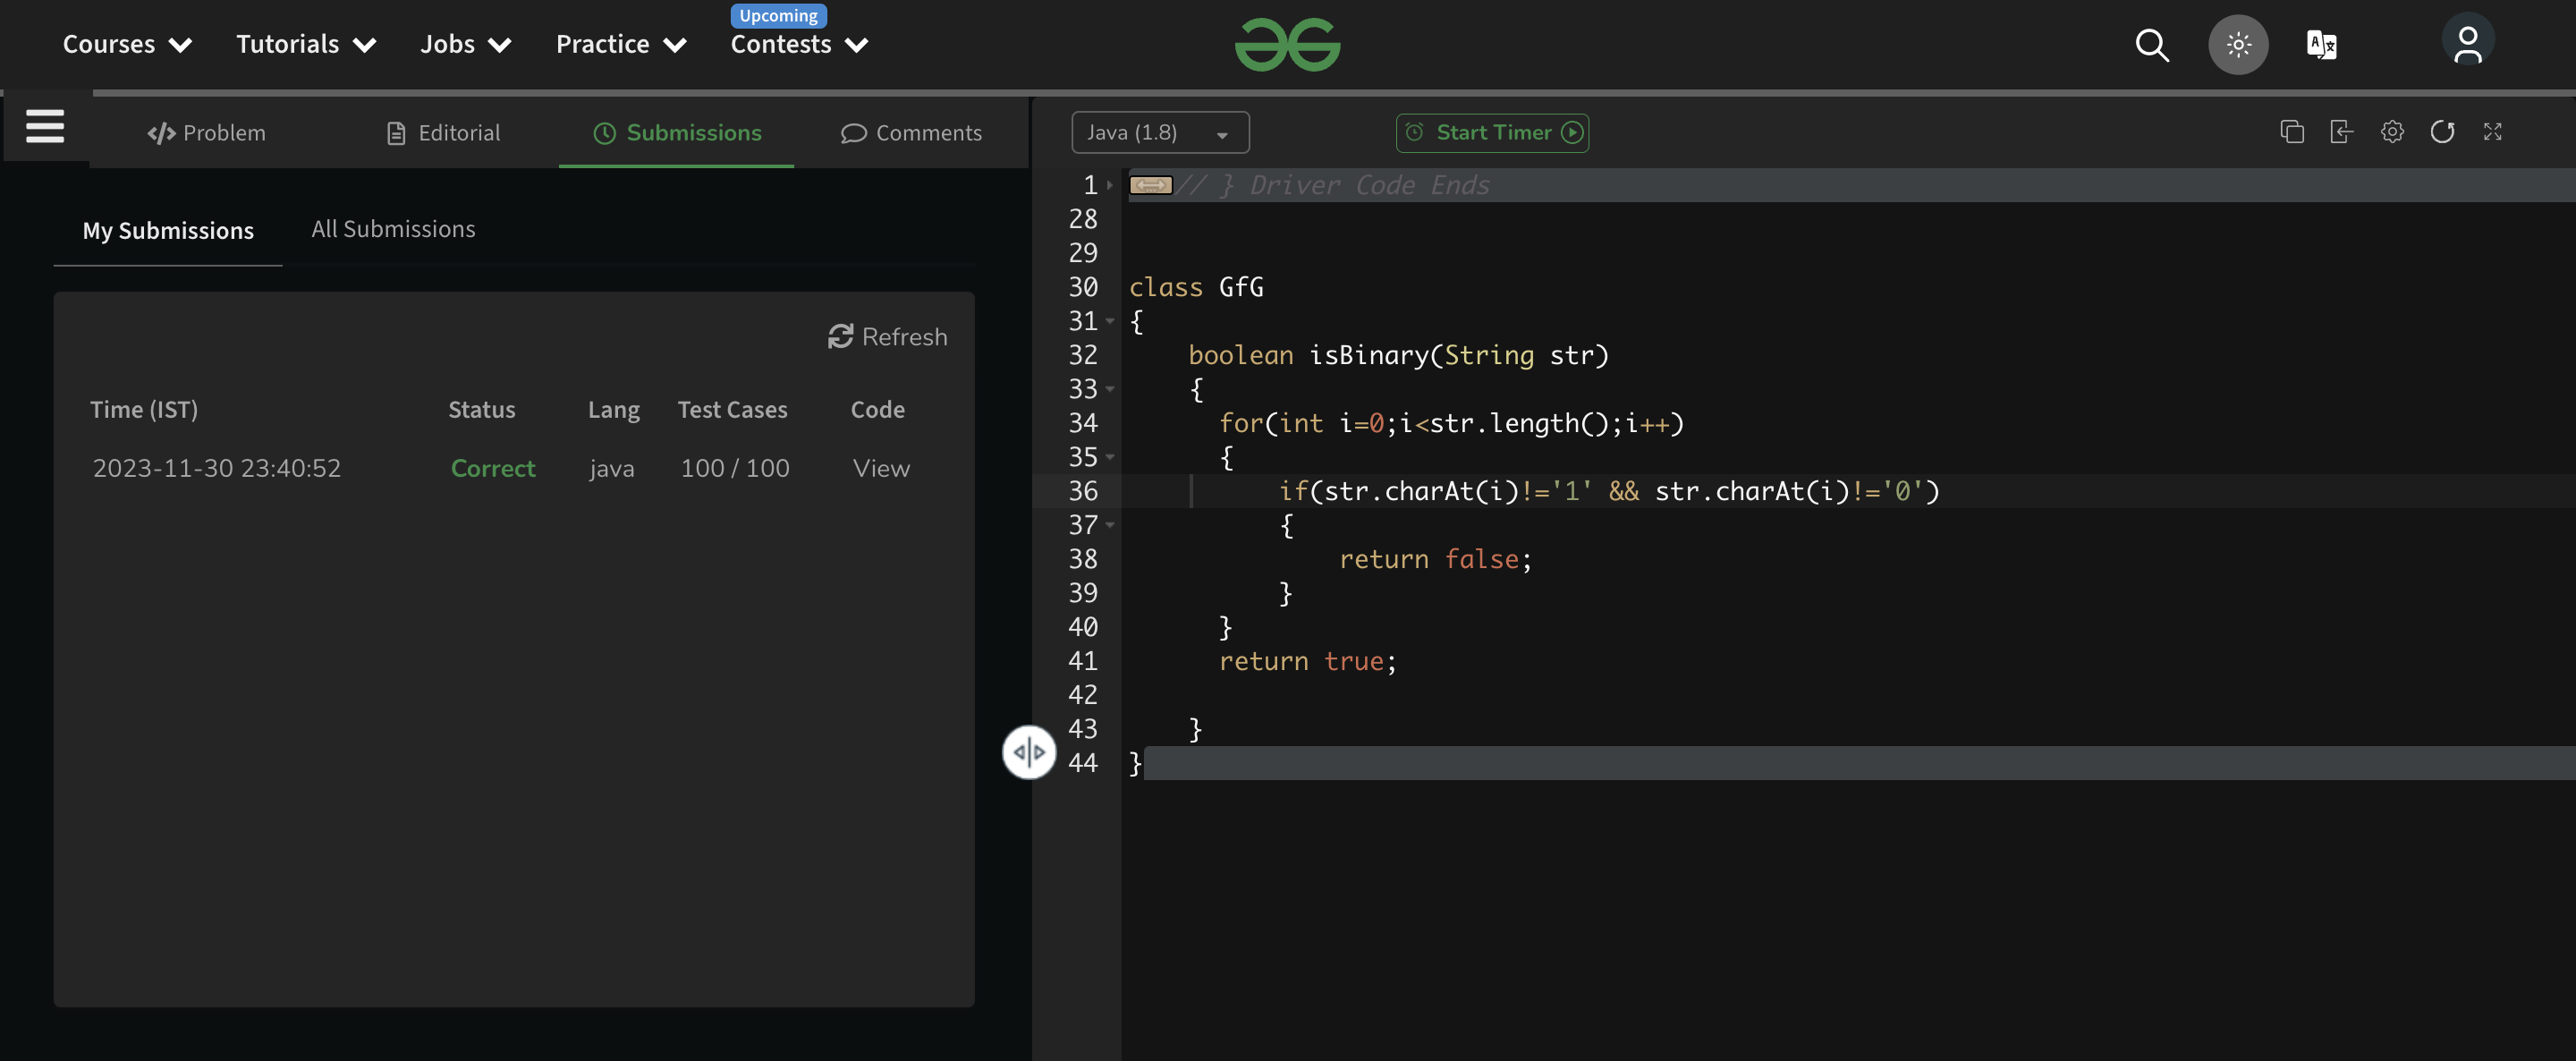 Courses Tutorials Jobs Practice Upcoming Contests
Problem Editorial Submissions Comments
My Submissions All Submissions
Refresh
Time (IST) Status Lang Test Cases Code
2023-11-30 23:40:52 Correct java 100 / 100 View
Java (1.8) Start Timer
1 // } Driver Code Ends
28
29
30 class GfG
31 {
32 boolean isBinary(String str)
33 {
34 for(int i=0;i<str.length();i++)
35 {
36 if(str.charAt(i)!='1' && str.charAt(i)!='0')
37 {
38 return false;
39 }
40 }
41 return true;
42
43 }
44 }